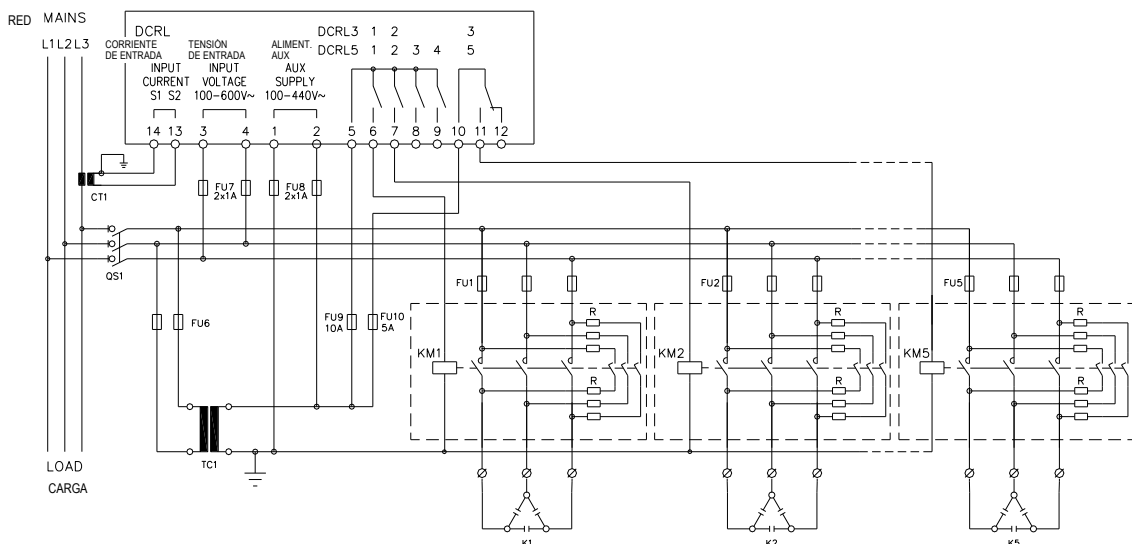 RED MAINS
L1 L2 L3
DCRL
DCRL3 1 2 3
DCRL5 1 2 3 4 5
CORRIENTE
DE ENTRADA
INPUT
CURRENT
S1 S2
TENSIÓN
DE ENTRADA
INPUT
VOLTAGE
100-600V~
ALIMENT.
AUX
AUX
SUPPLY
100-440V~
14 13 3 4 1 2 5 6 7 8 9 10 11 12
CT1
FU7
2x1A
FU8
2x1A
QS1
FU1
FU2
FU5
FU6
FU9
10A
FU10
5A
R
R
R
KM1
KM2
KM5
R
R
R
TC1
LOAD
CARGA
K1
K2
K5